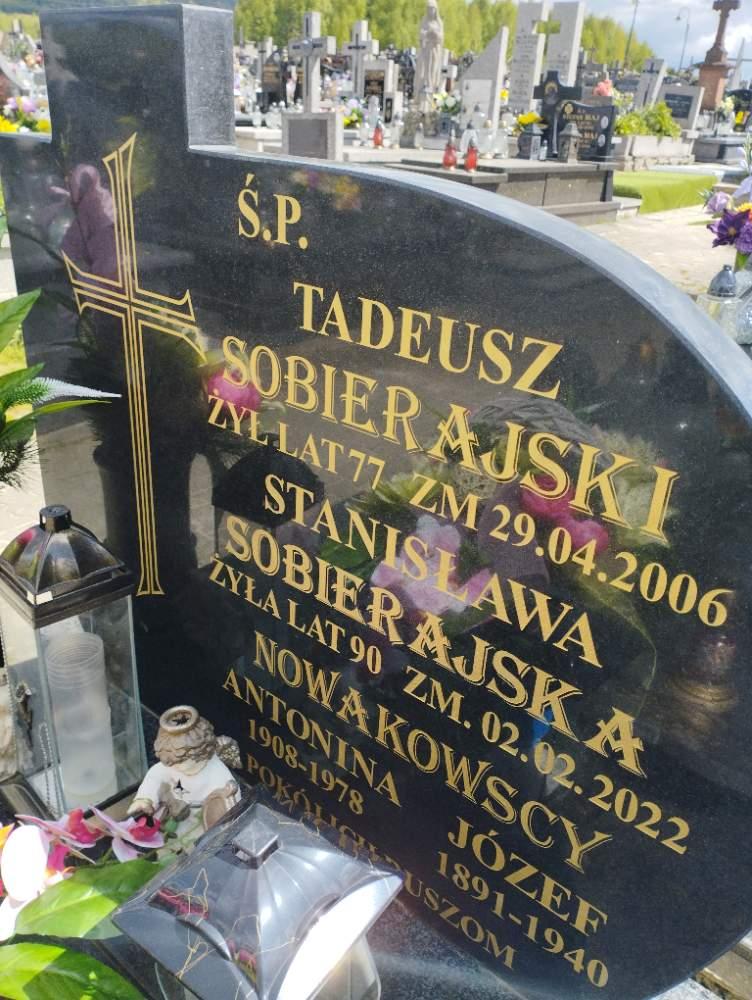 Ś.P.
TADEUSZ
SOBIERAJSKI
ŻYŁ LAT 77 ZM 29.04.2006
STANISŁAWA
SOBIERAJSKA
ŻYŁA LAT 90 ZM. 02.02.2022
NOWAKOWSCY
ANTONINA JÓZEF
1908-1978 1891-1940
POKÓJ ICH DUSZOM